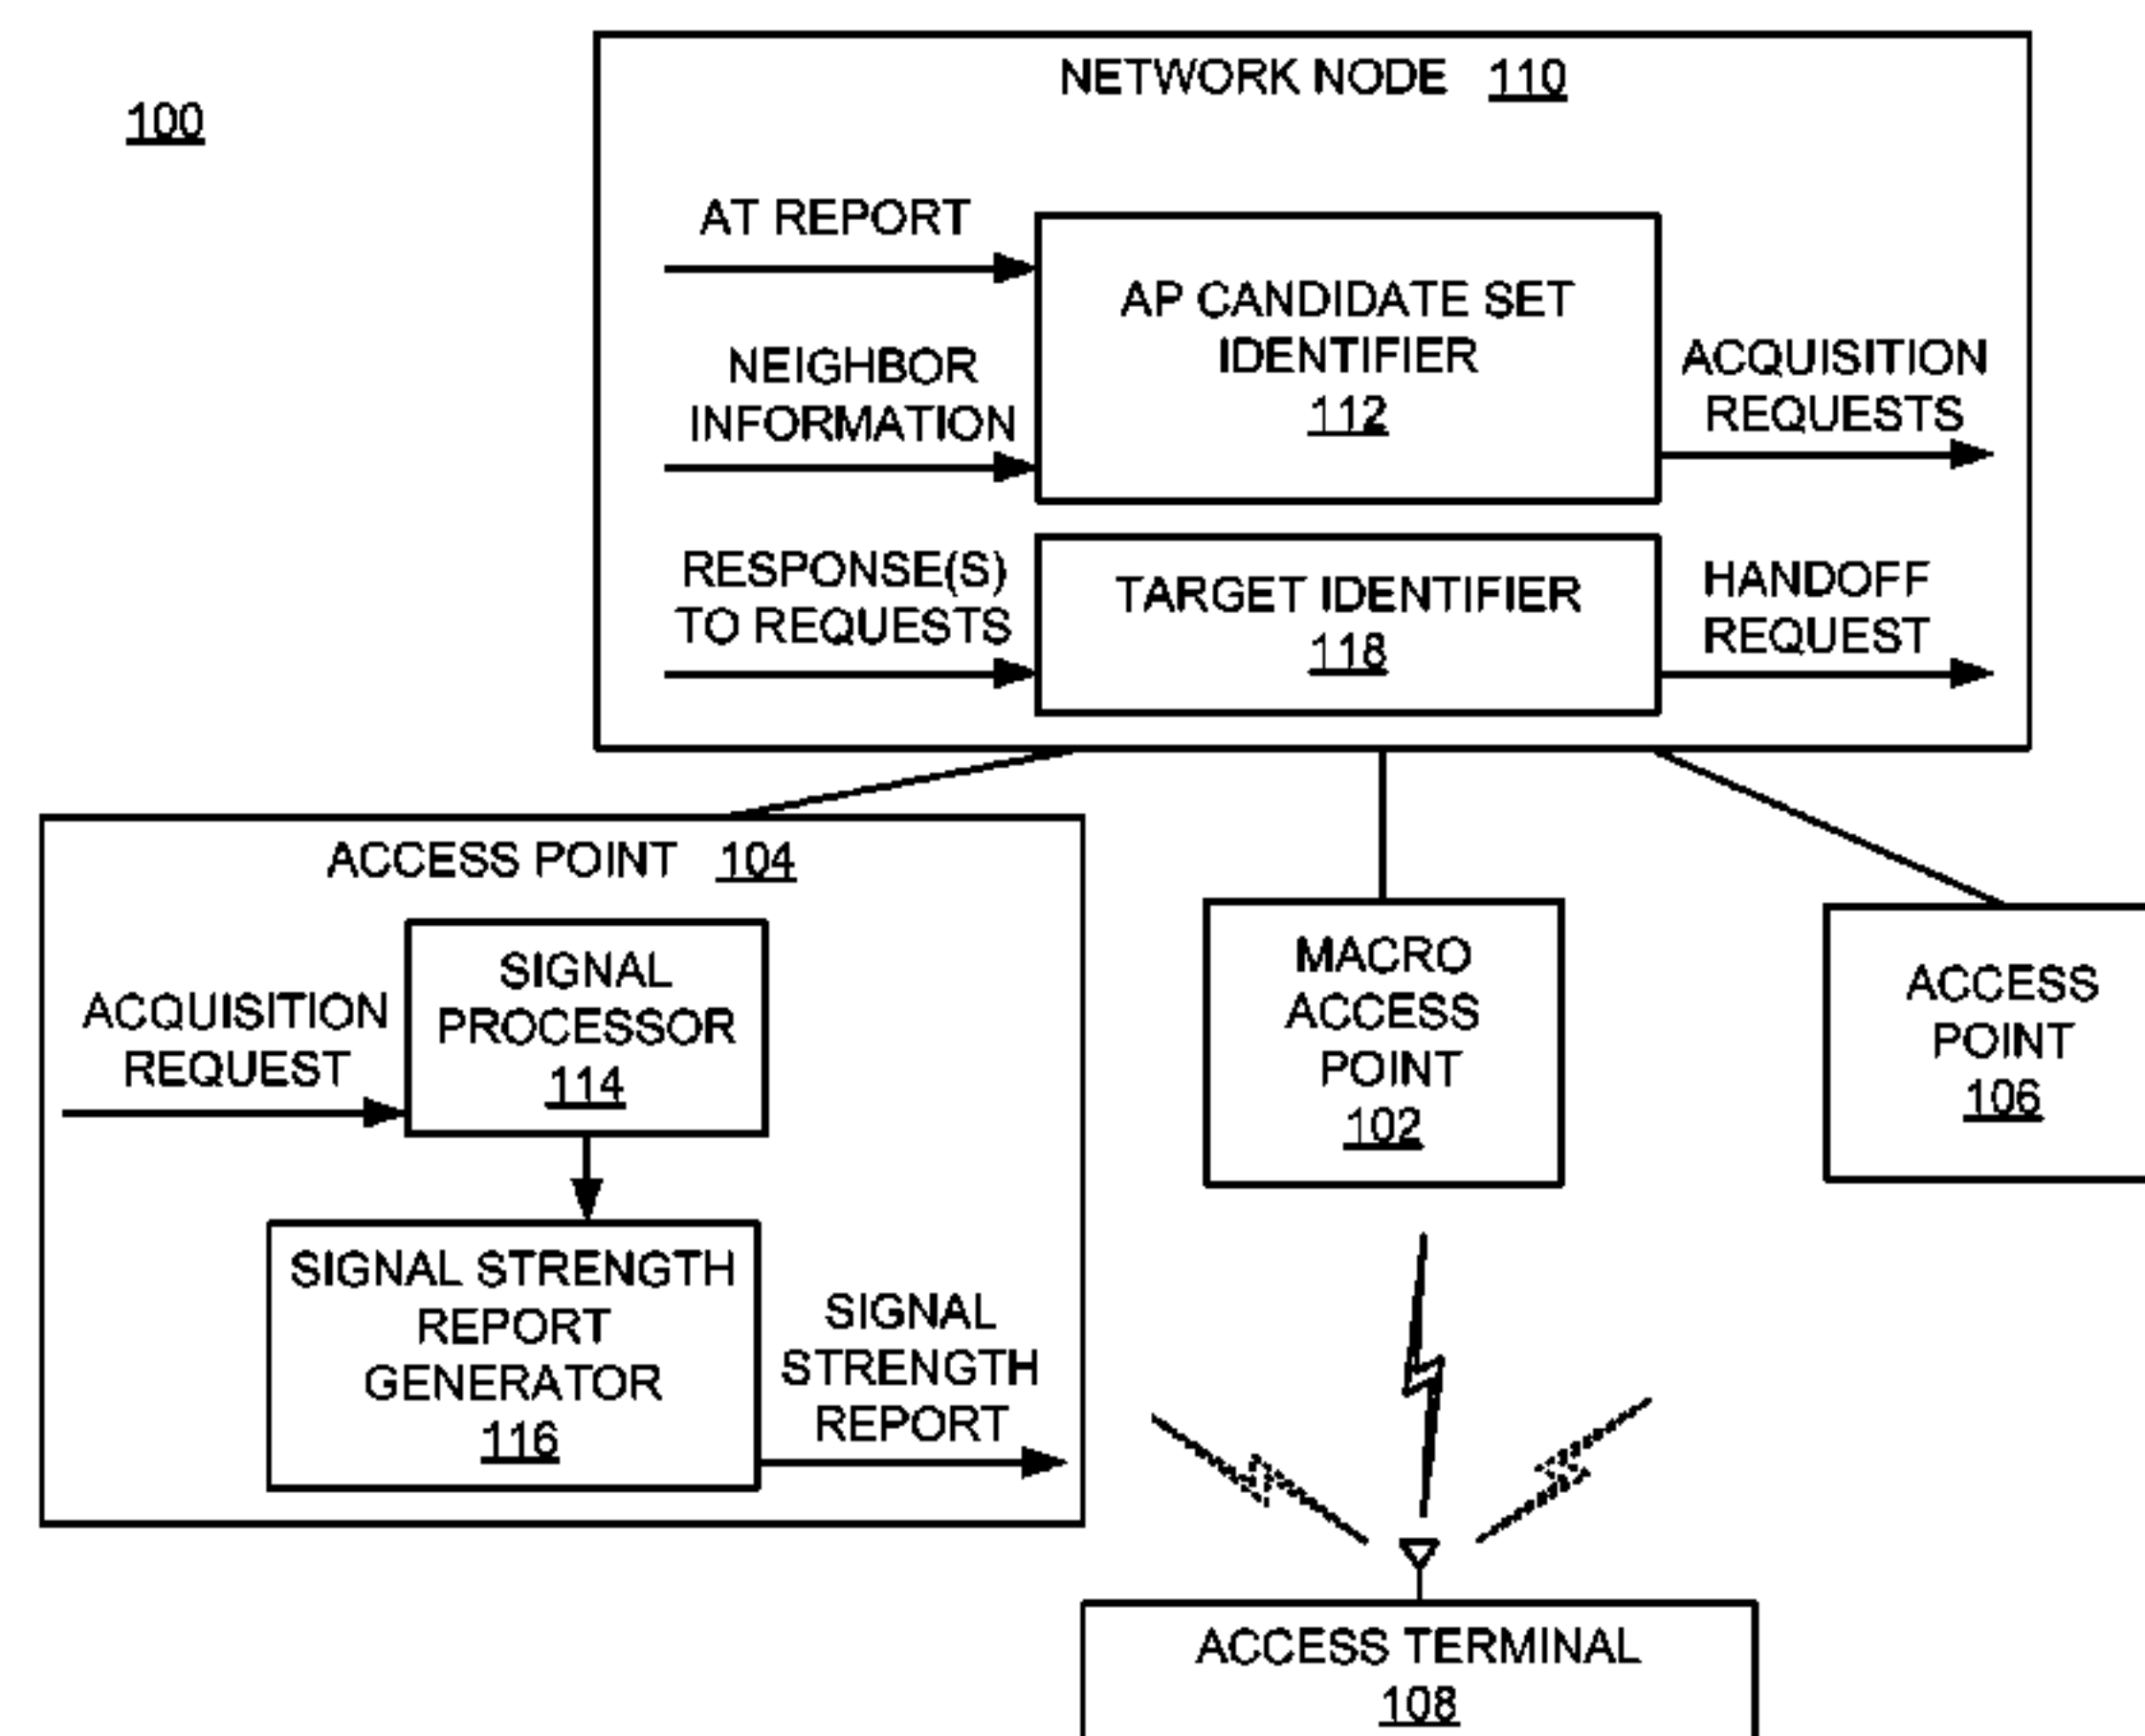 100
NETWORK NODE 110
AT REPORT
NEIGHBOR
INFORMATION
AP CANDIDATE SET
IDENTIFIER
112
ACQUISITION
REQUESTS
RESPONSE(S)
TO REQUESTS
TARGET IDENTIFIER
118
HANDOFF
REQUEST
ACCESS POINT 104
ACQUISITION
REQUEST
SIGNAL
PROCESSOR
114
SIGNAL STRENGTH
REPORT
GENERATOR
116
SIGNAL
STRENGTH
REPORT
MACRO
ACCESS
POINT
102
ACCESS
POINT
106
ACCESS TERMINAL
108